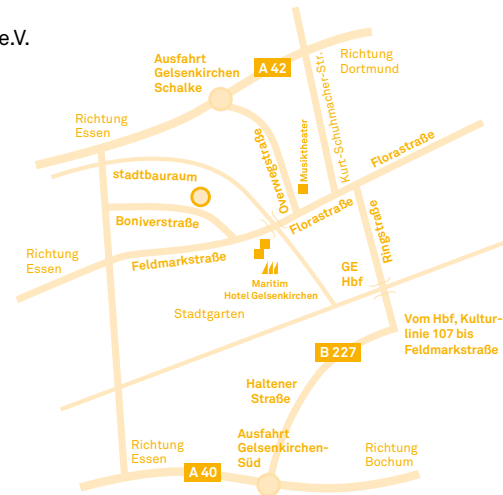 e.V.
Ausfahrt
Gelsenkirchen
Schalke
A 42
Richtung
Dortmund
Kurt-Schumacher-Str.
Richtung
Essen
Overwegstraße
Musiktheater
Florastraße
stadtbauraum
Boniverstraße
Florastraße
Ringstraße
Richtung
Essen
Feldmarkstraße
Maritim
Hotel Gelsenkirchen
GE
Hbf
Stadtgarten
Vom Hbf, Kultur-
linie 107 bis
Feldmarkstraße
B 227
Haltener
Straße
Ausfahrt
Gelsenkirchen-
Süd
Richtung
Essen
A 40
Richtung
Bochum